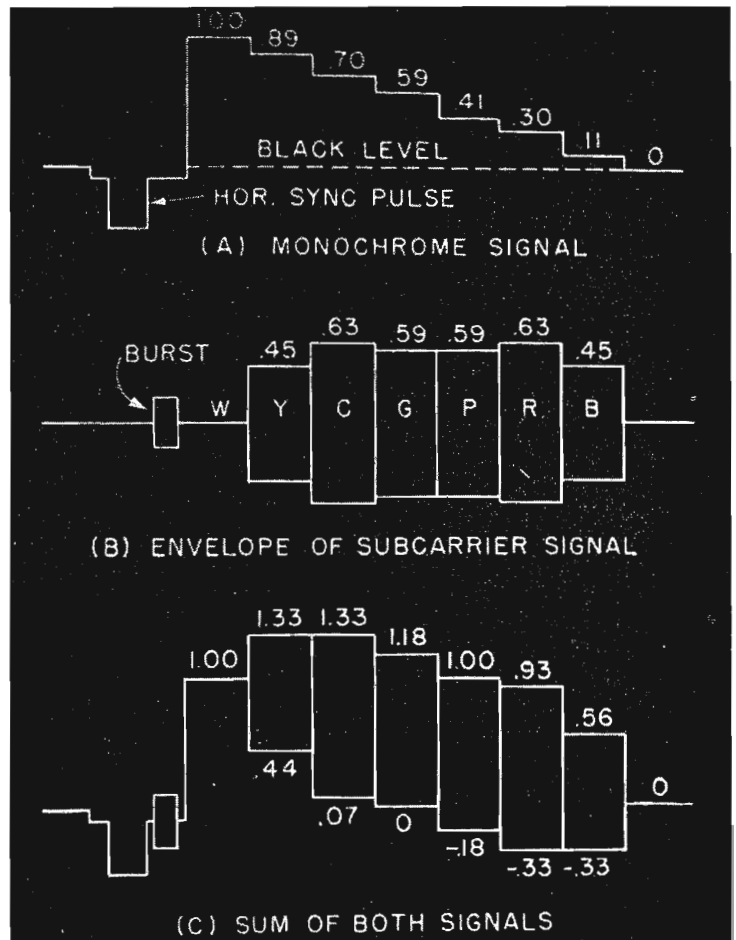 1.00
.89
.70
.59
.41
.30
.11
0
BLACK LEVEL
HOR. SYNC PULSE
(A) MONOCHROME SIGNAL
BURST
.45 .63 .59 .59 .63 .45
W Y C G P R B
(B) ENVELOPE OF SUBCARRIER SIGNAL
1.00 1.33 1.33 1.18 1.00 .93 .56 0
.44 .07 0 -.18 -.33 -.33
(C) SUM OF BOTH SIGNALS